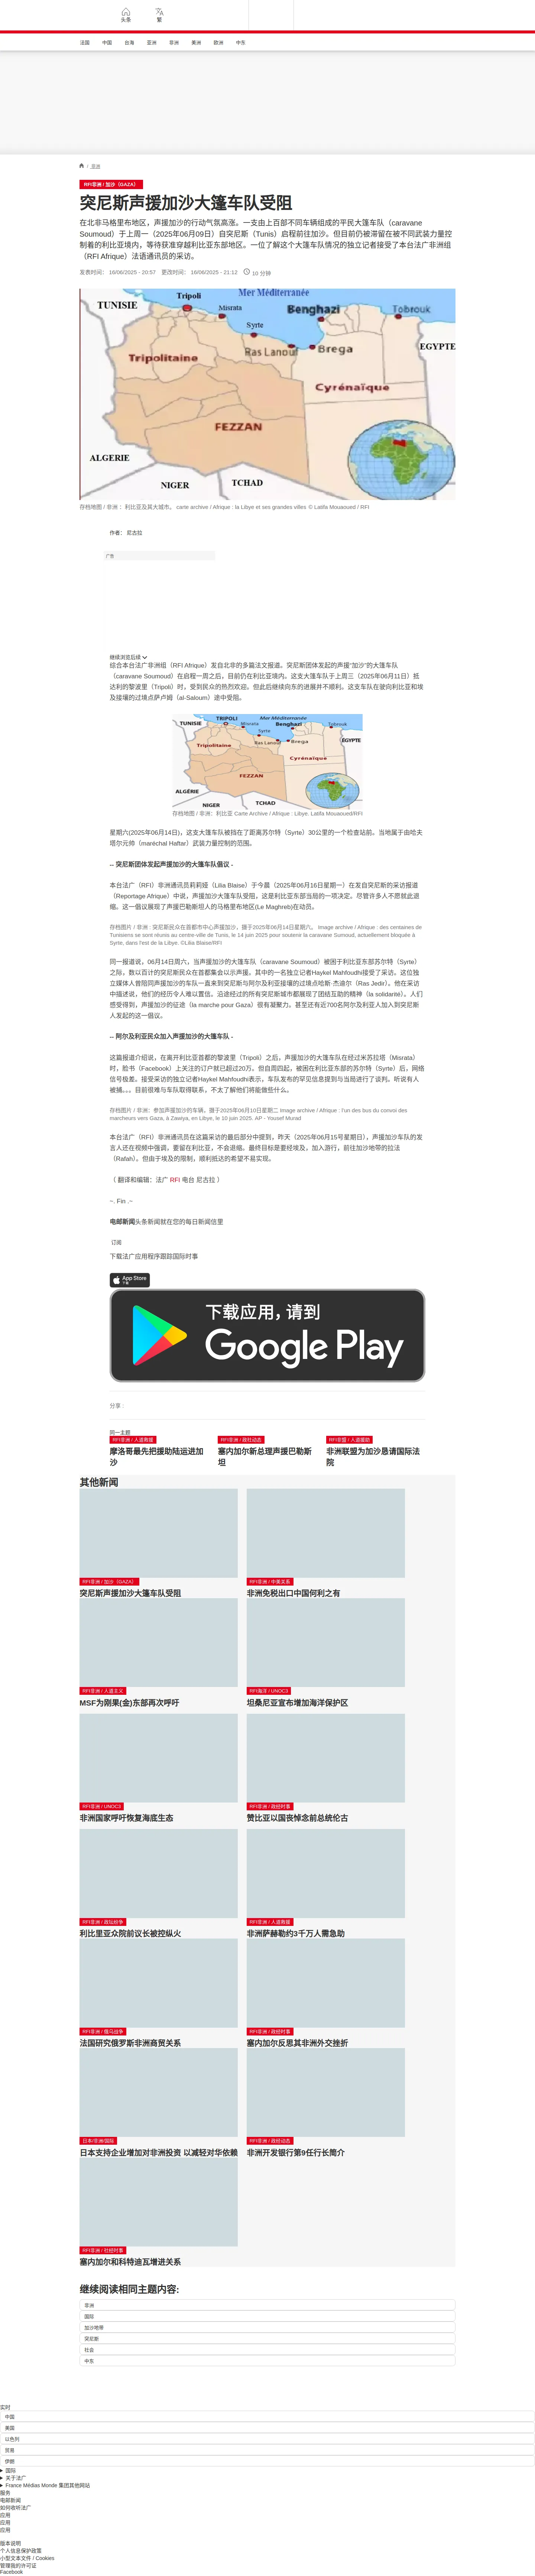 头条
繁
法国
中国
台海
亚洲
非洲
美洲
欧洲
中东
/ 非洲
RFI非洲 / 加沙（GAZA）
突尼斯声援加沙大篷车队受阻
在北非马格里布地区，声援加沙的行动气氛高涨。一支由上百部不同车辆组成的平民大篷车队（caravane
Soumoud）于上周一（2025年06月09日）自突尼斯（Tunis）启程前往加沙。但目前仍被滞留在被不同武装力量控
制着的利比亚境内，等待获准穿越利比亚东部地区。一位了解这个大篷车队情况的独立记者接受了本台法广非洲组
（RFI Afrique）法语通讯员的采访。
发表时间： 16/06/2025 - 20:57 更改时间： 16/06/2025 - 21:12 10 分钟
Mer Méditerranée
TUNISIE
Tripoli
Misrata
Benghazi
Tobrouk
Syrte
Tripolitaine
Ras Lanouf
Brega
EGYPTE
Cyrénaïque
FEZZAN
ALGERIE
NIGER
TCHAD
存档地图 / 非洲 ：利比亚及其大城市。 carte archive / Afrique : la Libye et ses grandes villes © Latifa Mouaoued / RFI
作者： 尼古拉
广告
继续浏览后续
综合本台法广非洲组（RFI Afrique）发自北非的多篇法文报道。突尼斯团体发起的声援“加沙”的大篷车队
（caravane Soumoud）在启程一周之后，目前仍在利比亚境内。这支大篷车队于上周三（2025年06月11日）抵
达利的黎波里（Tripoli）时，受到民众的热烈欢迎。但此后继续向东的进展并不顺利。这支车队在驶向利比亚和埃
及接壤的过境点萨卢姆（al-Saloum）途中受阻。
TUNISIE
TRIPOLI
Mer Méditerranée
Misrata
BENGHAZI
Tobrouk
Syrte
Tripolitaine
Ras Lanouf
Brega
ÉGYPTE
Cyrénaïque
FEZZAN
ALGÉRIE
NIGER
TCHAD
存档地图 / 非洲：利比亚 Carte Archive / Afrique : Libye. Latifa Mouaoued/RFI
星期六(2025年06月14日)，这支大篷车队被挡在了距离苏尔特（Syrte）30公里的一个检查站前。当地属于由哈夫
塔尔元帅（maréchal Haftar）武装力量控制的范围。
-- 突尼斯团体发起声援加沙的大篷车队倡议 -
本台法广（RFI）非洲通讯员莉莉娅（Lilia Blaise）于今晨（2025年06月16日星期一）在发自突尼斯的采访报道
（Reportage Afrique）中说，声援加沙大篷车队受阻，这是利比亚东部当局的一项决定。尽管许多人不愿就此退
缩。这一倡议展现了声援巴勒斯坦人的马格里布地区(Le Maghreb)在动员。
存档图片 / 非洲 : 突尼斯民众在首都市中心声援加沙，摄于2025年06月14日星期六。 Image archive / Afrique : des centaines de
Tunisiens se sont réunis au centre-ville de Tunis, le 14 juin 2025 pour soutenir la caravane Sumoud, actuellement bloquée à
Syrte, dans l'est de la Libye. ©Lilia Blaise/RFI
同一报道说，06月14日周六，当声援加沙的大篷车队（caravane Soumoud）被困于利比亚东部苏尔特（Syrte）
之际，数以百计的突尼斯民众在首都集会以示声援。其中的一名独立记者Haykel Mahfoudhi接受了采访。这位独
立媒体人曾陪同声援加沙的车队一直来到突尼斯与阿尔及利亚接壤的过境点哈斯·杰迪尔（Ras Jedir）。他在采访
中描述说，他们的经历令人难以置信。沿途经过的所有突尼斯城市都展现了团结互助的精神（la solidarité）。人们
感受得到，声援加沙的征途（la marche pour Gaza）很有凝聚力。甚至还有近700名阿尔及利亚人加入到突尼斯
人发起的这一倡议。
-- 阿尔及利亚民众加入声援加沙的大篷车队 -
这篇报道介绍说，在离开利比亚首都的黎波里（Tripoli）之后，声援加沙的大篷车队在经过米苏拉塔（Misrata）
时，脸书（Facebook）上关注的订户就已超过20万。但自周四起，被困在利比亚东部的苏尔特（Syrte）后，网络
信号极差。接受采访的独立记者Haykel Mahfoudhi表示，车队发布的罕见信息提到与当局进行了谈判。听说有人
被捕。。。目前很难与车队取得联系，不太了解他们将能做些什么。
存档图片 / 非洲：参加声援加沙的车辆，摄于2025年06月10日星期二 Image archive / Afrique : l'un des bus du convoi des
marcheurs vers Gaza, à Zawiya, en Libye, le 10 juin 2025. AP - Yousef Murad
本台法广（RFI）非洲通讯员在这篇采访的最后部分中提到，昨天（2025年06月15号星期日），声援加沙车队的发
言人还在视频中强调，要留在利比亚，不会退缩。最终目标是要经埃及，加入游行，前往加沙地带的拉法
（Rafah）。但由于埃及的限制，顺利抵达的希望不易实现。
（ 翻译和编辑：法广 RFI 电台 尼古拉 ）
~. Fin .~
电邮新闻头条新闻就在您的每日新闻信里
订阅
下载法广应用程序跟踪国际时事
App Store
下载
下载应用，请到
Google Play
分享 :
同一主题
RFI非洲 / 人道救援
摩洛哥最先把援助陆运进加沙
RFI非洲 / 政社动态
塞内加尔新总理声援巴勒斯坦
RFI非盟 / 人道援助
非洲联盟为加沙恳请国际法院
其他新闻
RFI非洲 / 加沙（GAZA）
突尼斯声援加沙大篷车队受阻
RFI非洲 / 中美关系
非洲免税出口中国何利之有
RFI非洲 / 人道主义
MSF为刚果(金)东部再次呼吁
RFI海洋 / UNOC3
坦桑尼亚宣布增加海洋保护区
RFI非洲 / UNOC3
非洲国家呼吁恢复海底生态
RFI非洲 / 政经时事
赞比亚以国丧悼念前总统伦古
RFI非洲 / 政坛纷争
利比里亚众院前议长被控纵火
RFI非洲 / 人道救援
非洲萨赫勒约3千万人需急助
RFI非洲 / 俄乌战争
法国研究俄罗斯非洲商贸关系
RFI非洲 / 政经时事
塞内加尔反思其非洲外交挫折
日本/非洲/国际
日本支持企业增加对非洲投资 以减轻对华依赖
RFI非洲 / 政经动态
非洲开发银行第9任行长简介
RFI非洲 / 社经时事
塞内加尔和科特迪瓦增进关系
继续阅读相同主题内容:
非洲
国际
加沙地带
突尼斯
社会
中东
实时
中国
美国
以色列
贸易
伊朗
国际
关于法广
France Médias Monde 集团其他网站
服务
电邮新闻
如何收听法广
应用
应用
应用
版本说明
个人信息保护政策
小型文本文件 / Cookies
管理我的许可证
Facebook